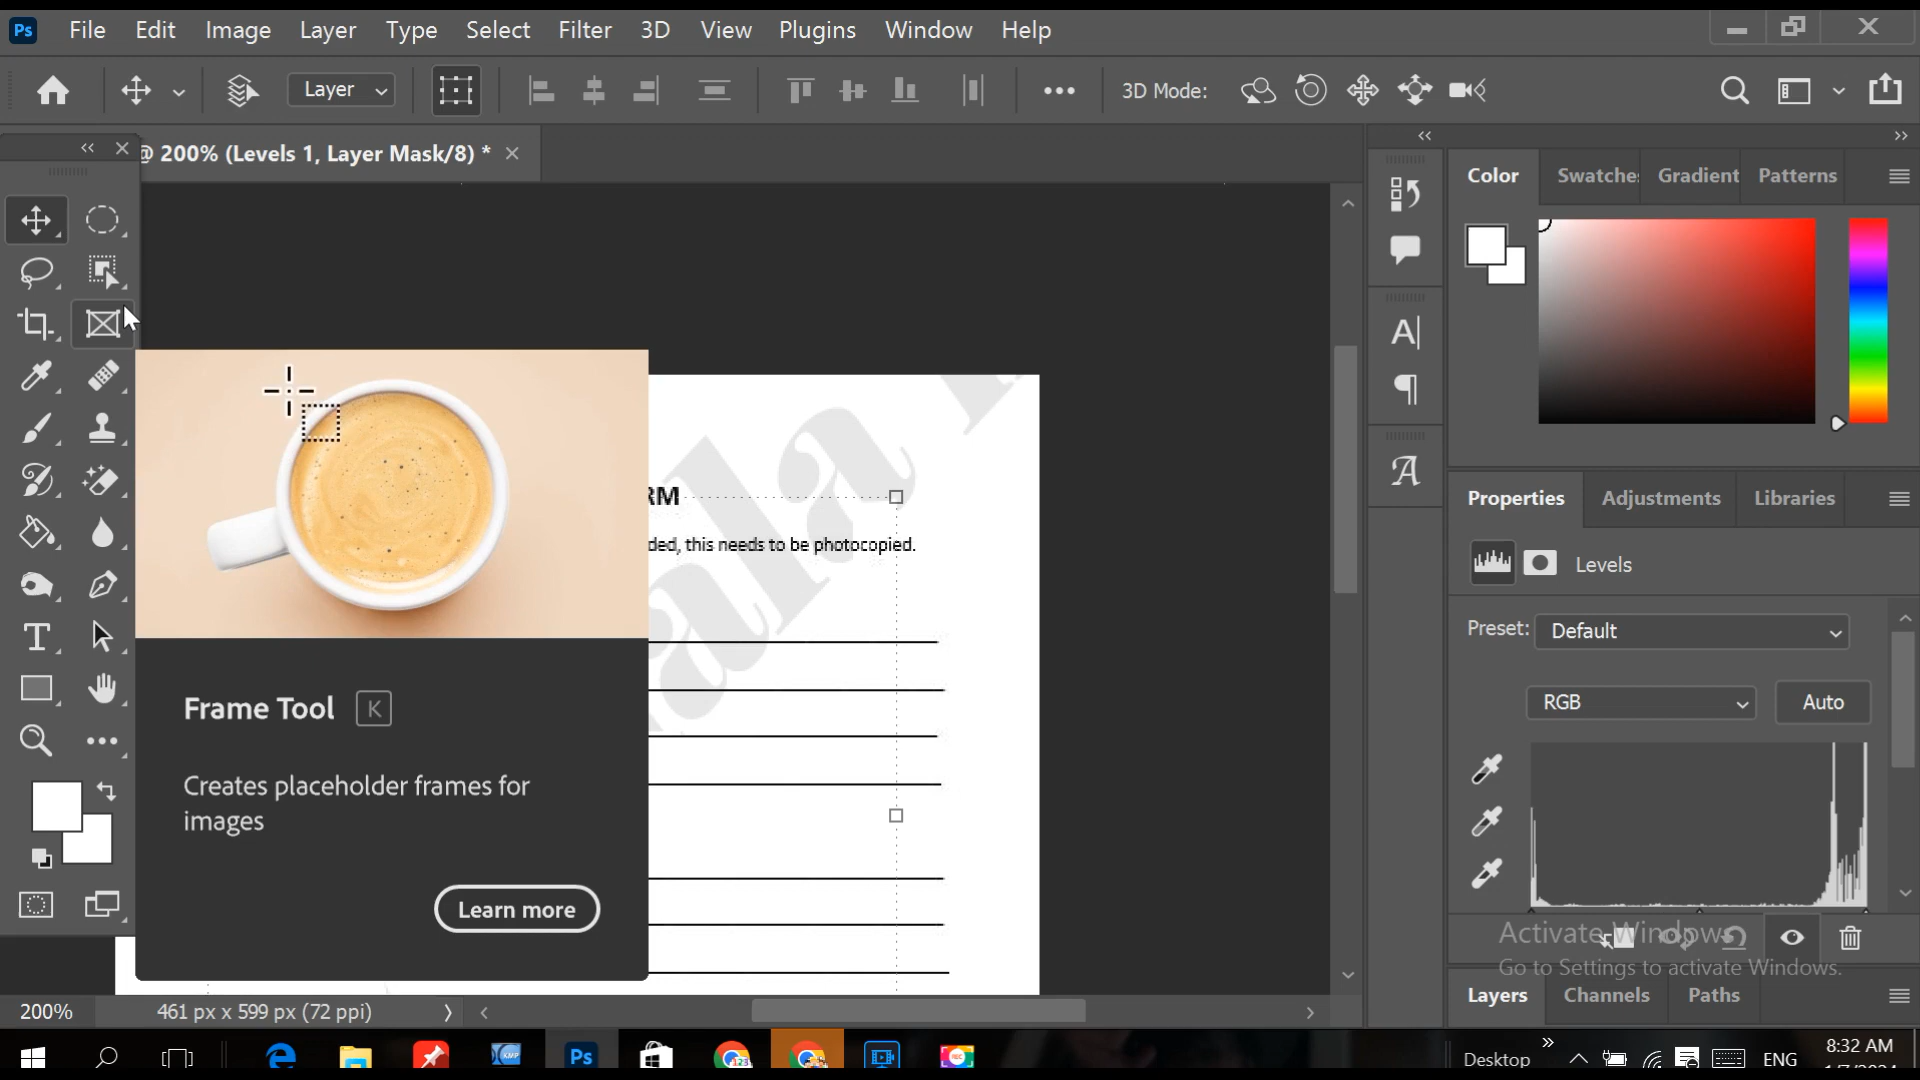 Ps File Edit Image Layer Type Select Filter 3D View Plugins Window Help
Layer 3D Mode:
@ 200% (Levels 1, Layer Mask/8) *
Color Swatches Gradient Patterns
RM
ded, this needs to be photocopied.
Frame Tool K
Creates placeholder frames for
images
Learn more
Properties Adjustments Libraries
Levels
Preset: Default
RGB Auto
Activate Windows
Go to Settings to activate Windows.
Layers Channels Paths
200% 461 px x 599 px (72 ppi)
Ps
Desktop
ENG
8:32 AM